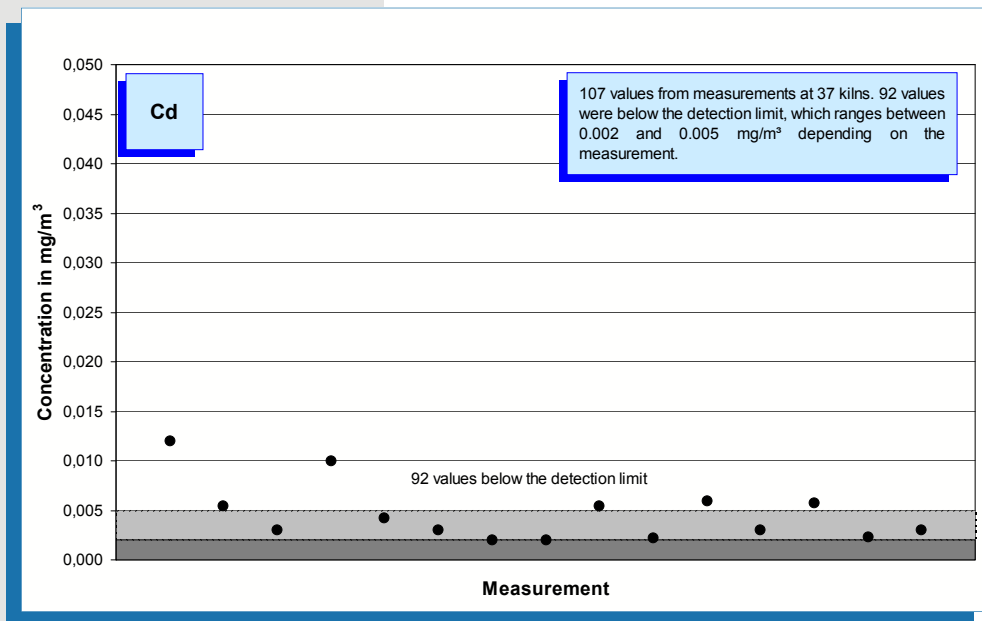 Cd
107 values from measurements at 37 kilns. 92 values
were below the detection limit, which ranges between
0.002 and 0.005 mg/m³ depending on the
measurement.
Concentration in mg/m³
0,050
0,045
0,040
0,035
0,030
0,025
0,020
0,015
0,010
0,005
0,000
92 values below the detection limit
Measurement